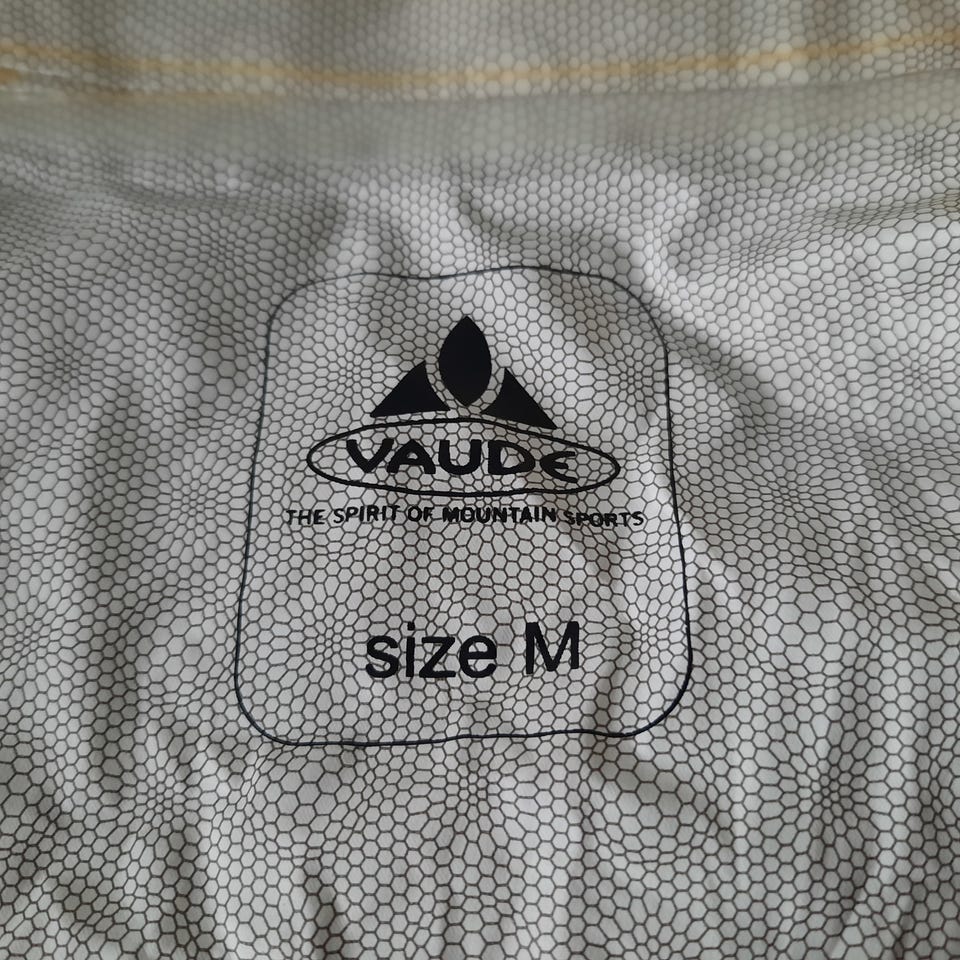 VAUDE
THE SPIRIT OF MOUNTAIN SPORTS
size M